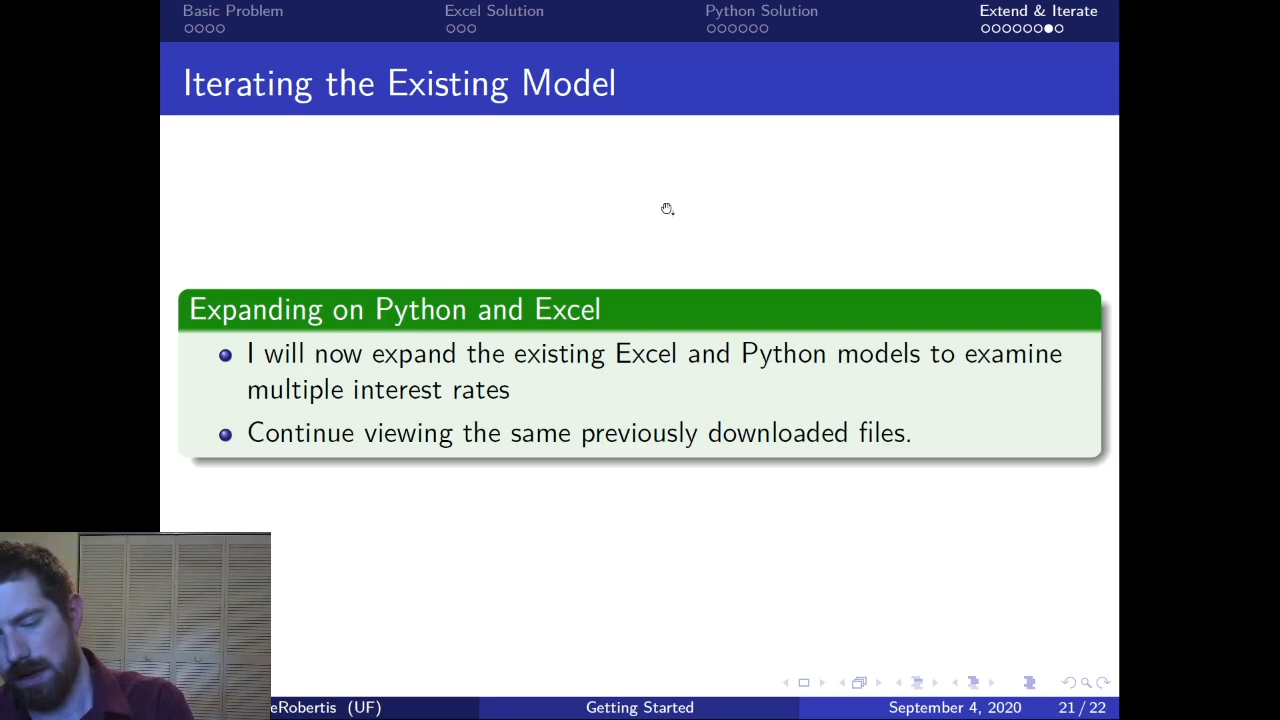 Basic Problem Excel Solution Python Solution Extend & Iterate
Iterating the Existing Model
Expanding on Python and Excel
I will now expand the existing Excel and Python models to examine
multiple interest rates
Continue viewing the same previously downloaded files.
eRobertis (UF) Getting Started September 4, 2020 21 / 22